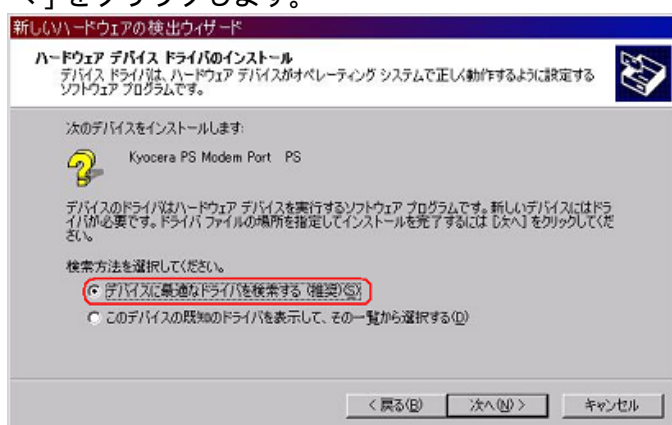 へ］をクリックします。
新しいハードウェアの検出ウィザード
ハードウェア デバイス ドライバのインストール
デバイス ドライバは、ハードウェア デバイスがオペレーティング システムで正しく動作するように設定する
ソフトウェア プログラムです。
次のデバイスをインストールします:
Kyocera PS Modem Port PS
デバイスのドライバはハードウェア デバイスを実行するソフトウェア プログラムです。新しいデバイスにはドラ
イバが必要です。ドライバ ファイルの場所を指定してインストールを完了するには [次へ] をクリックしてくだ
さい。
検索方法を選択してください。
デバイスに最適なドライバを検索する (推奨)(S)
このデバイスの既知のドライバを表示して、その一覧から選択する(D)
< 戻る(B) 次へ(N) > キャンセル